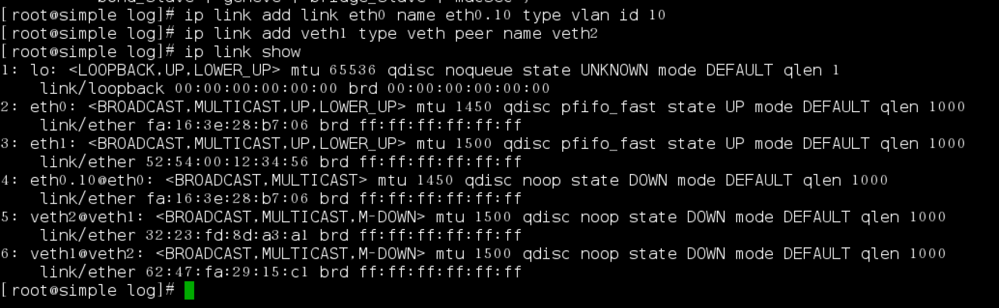 [root@simple log]# ip link add link eth0 name eth0.10 type vlan id 10
[root@simple log]# ip link add veth1 type veth peer name veth2
[root@simple log]# ip link show
1: lo: <LOOPBACK,UP,LOWER_UP> mtu 65536 qdisc noqueue state UNKNOWN mode DEFAULT qlen 1
    link/loopback 00:00:00:00:00:00 brd 00:00:00:00:00:00
2: eth0: <BROADCAST,MULTICAST,UP,LOWER_UP> mtu 1450 qdisc pfifo_fast state UP mode DEFAULT qlen 1000
    link/ether fa:16:3e:28:b7:06 brd ff:ff:ff:ff:ff:ff
3: eth1: <BROADCAST,MULTICAST,UP,LOWER_UP> mtu 1500 qdisc pfifo_fast state UP mode DEFAULT qlen 1000
    link/ether 52:54:00:12:34:56 brd ff:ff:ff:ff:ff:ff
4: eth0.10@eth0: <BROADCAST,MULTICAST> mtu 1450 qdisc noop state DOWN mode DEFAULT qlen 1000
    link/ether fa:16:3e:28:b7:06 brd ff:ff:ff:ff:ff:ff
5: veth2@veth1: <BROADCAST,MULTICAST,M-DOWN> mtu 1500 qdisc noop state DOWN mode DEFAULT qlen 1000
    link/ether 32:23:fd:8d:a3:a1 brd ff:ff:ff:ff:ff:ff
6: veth1@veth2: <BROADCAST,MULTICAST,M-DOWN> mtu 1500 qdisc noop state DOWN mode DEFAULT qlen 1000
    link/ether 62:47:fa:29:15:c1 brd ff:ff:ff:ff:ff:ff
[root@simple log]#